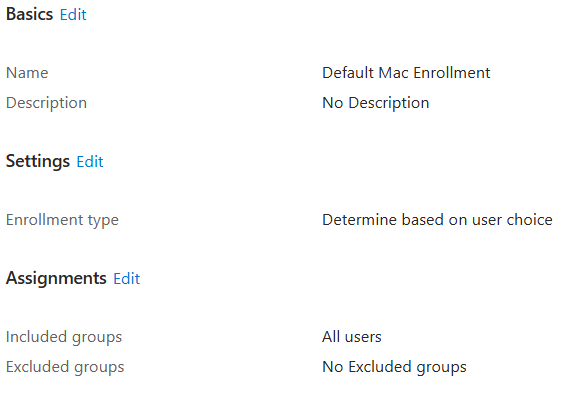 Basics Edit
Name Default Mac Enrollment
Description No Description
Settings Edit
Enrollment type Determine based on user choice
Assignments Edit
Included groups All users
Excluded groups No Excluded groups